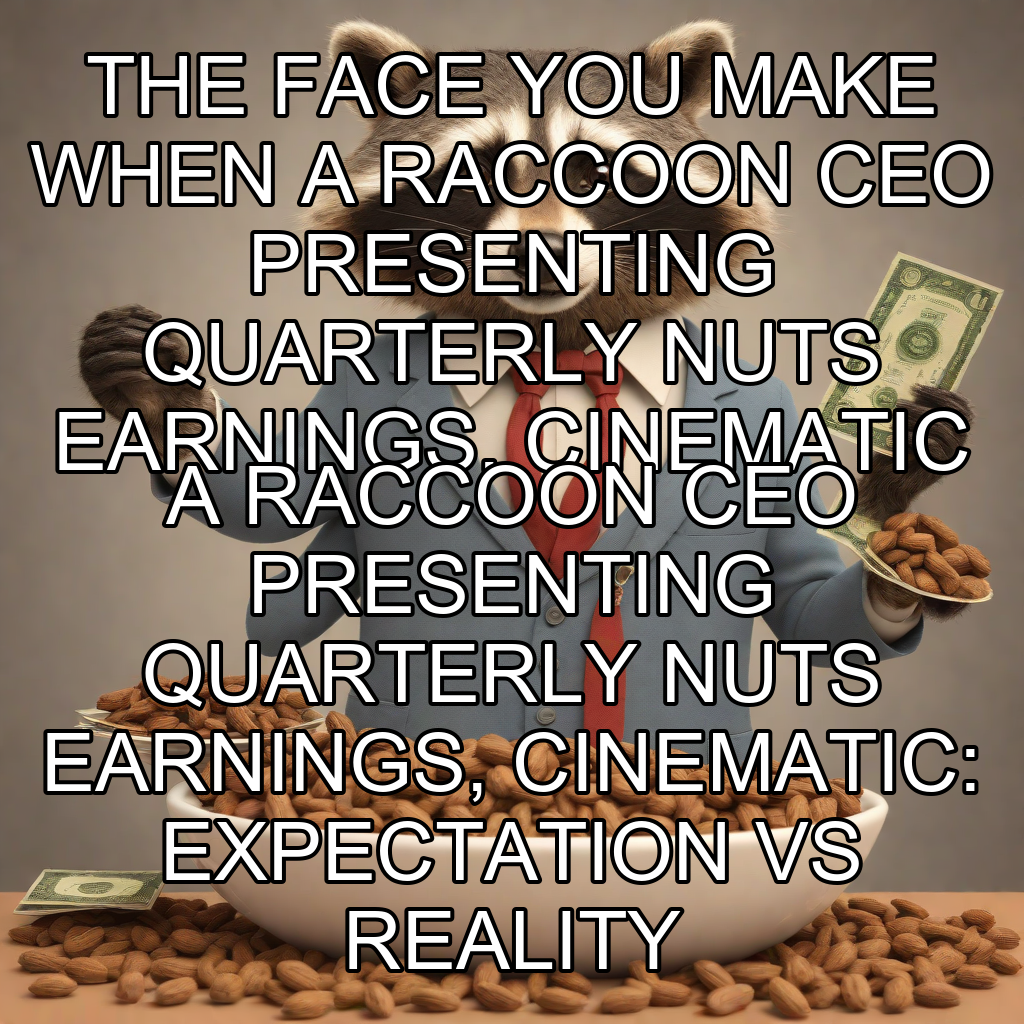 THE FACE YOU MAKE
WHEN A RACCOON CEO
PRESENTING
QUARTERLY NUTS
EARNINGS, CINEMATIC
A RACCOON CEO
PRESENTING
QUARTERLY NUTS
EARNINGS, CINEMATIC:
EXPECTATION VS
REALITY